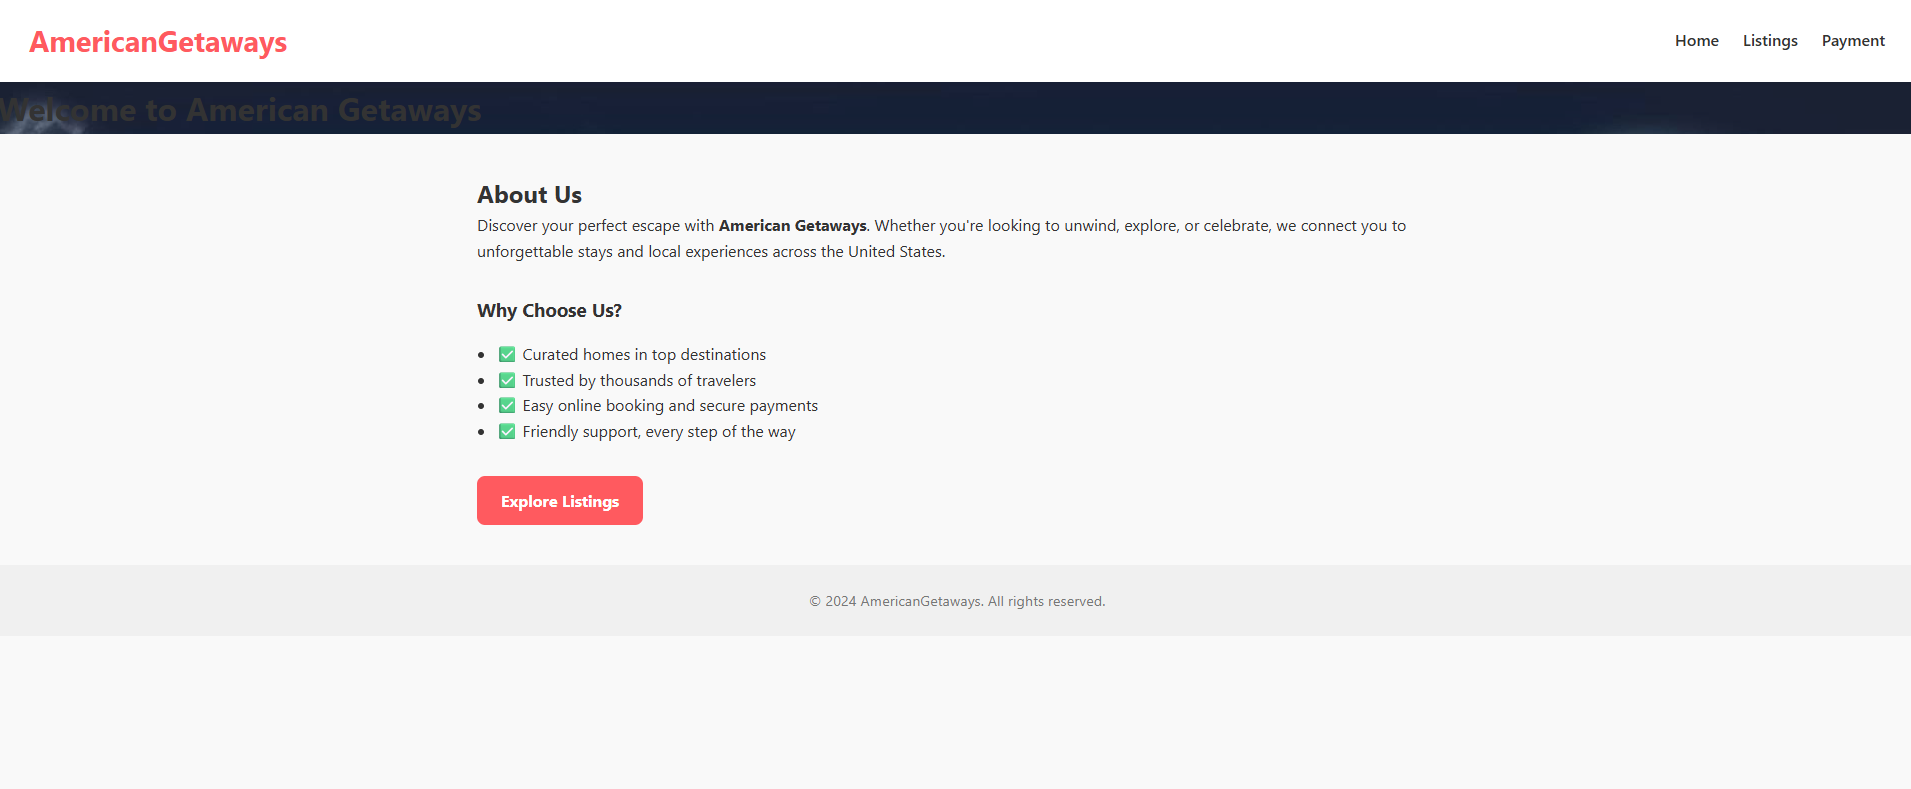 AmericanGetaways
Home Listings Payment
Welcome to American Getaways
About Us
Discover your perfect escape with American Getaways. Whether you're looking to unwind, explore, or celebrate, we connect you to
unforgettable stays and local experiences across the United States.
Why Choose Us?
• ✅ Curated homes in top destinations
• ✅ Trusted by thousands of travelers
• ✅ Easy online booking and secure payments
• ✅ Friendly support, every step of the way
Explore Listings
© 2024 AmericanGetaways. All rights reserved.